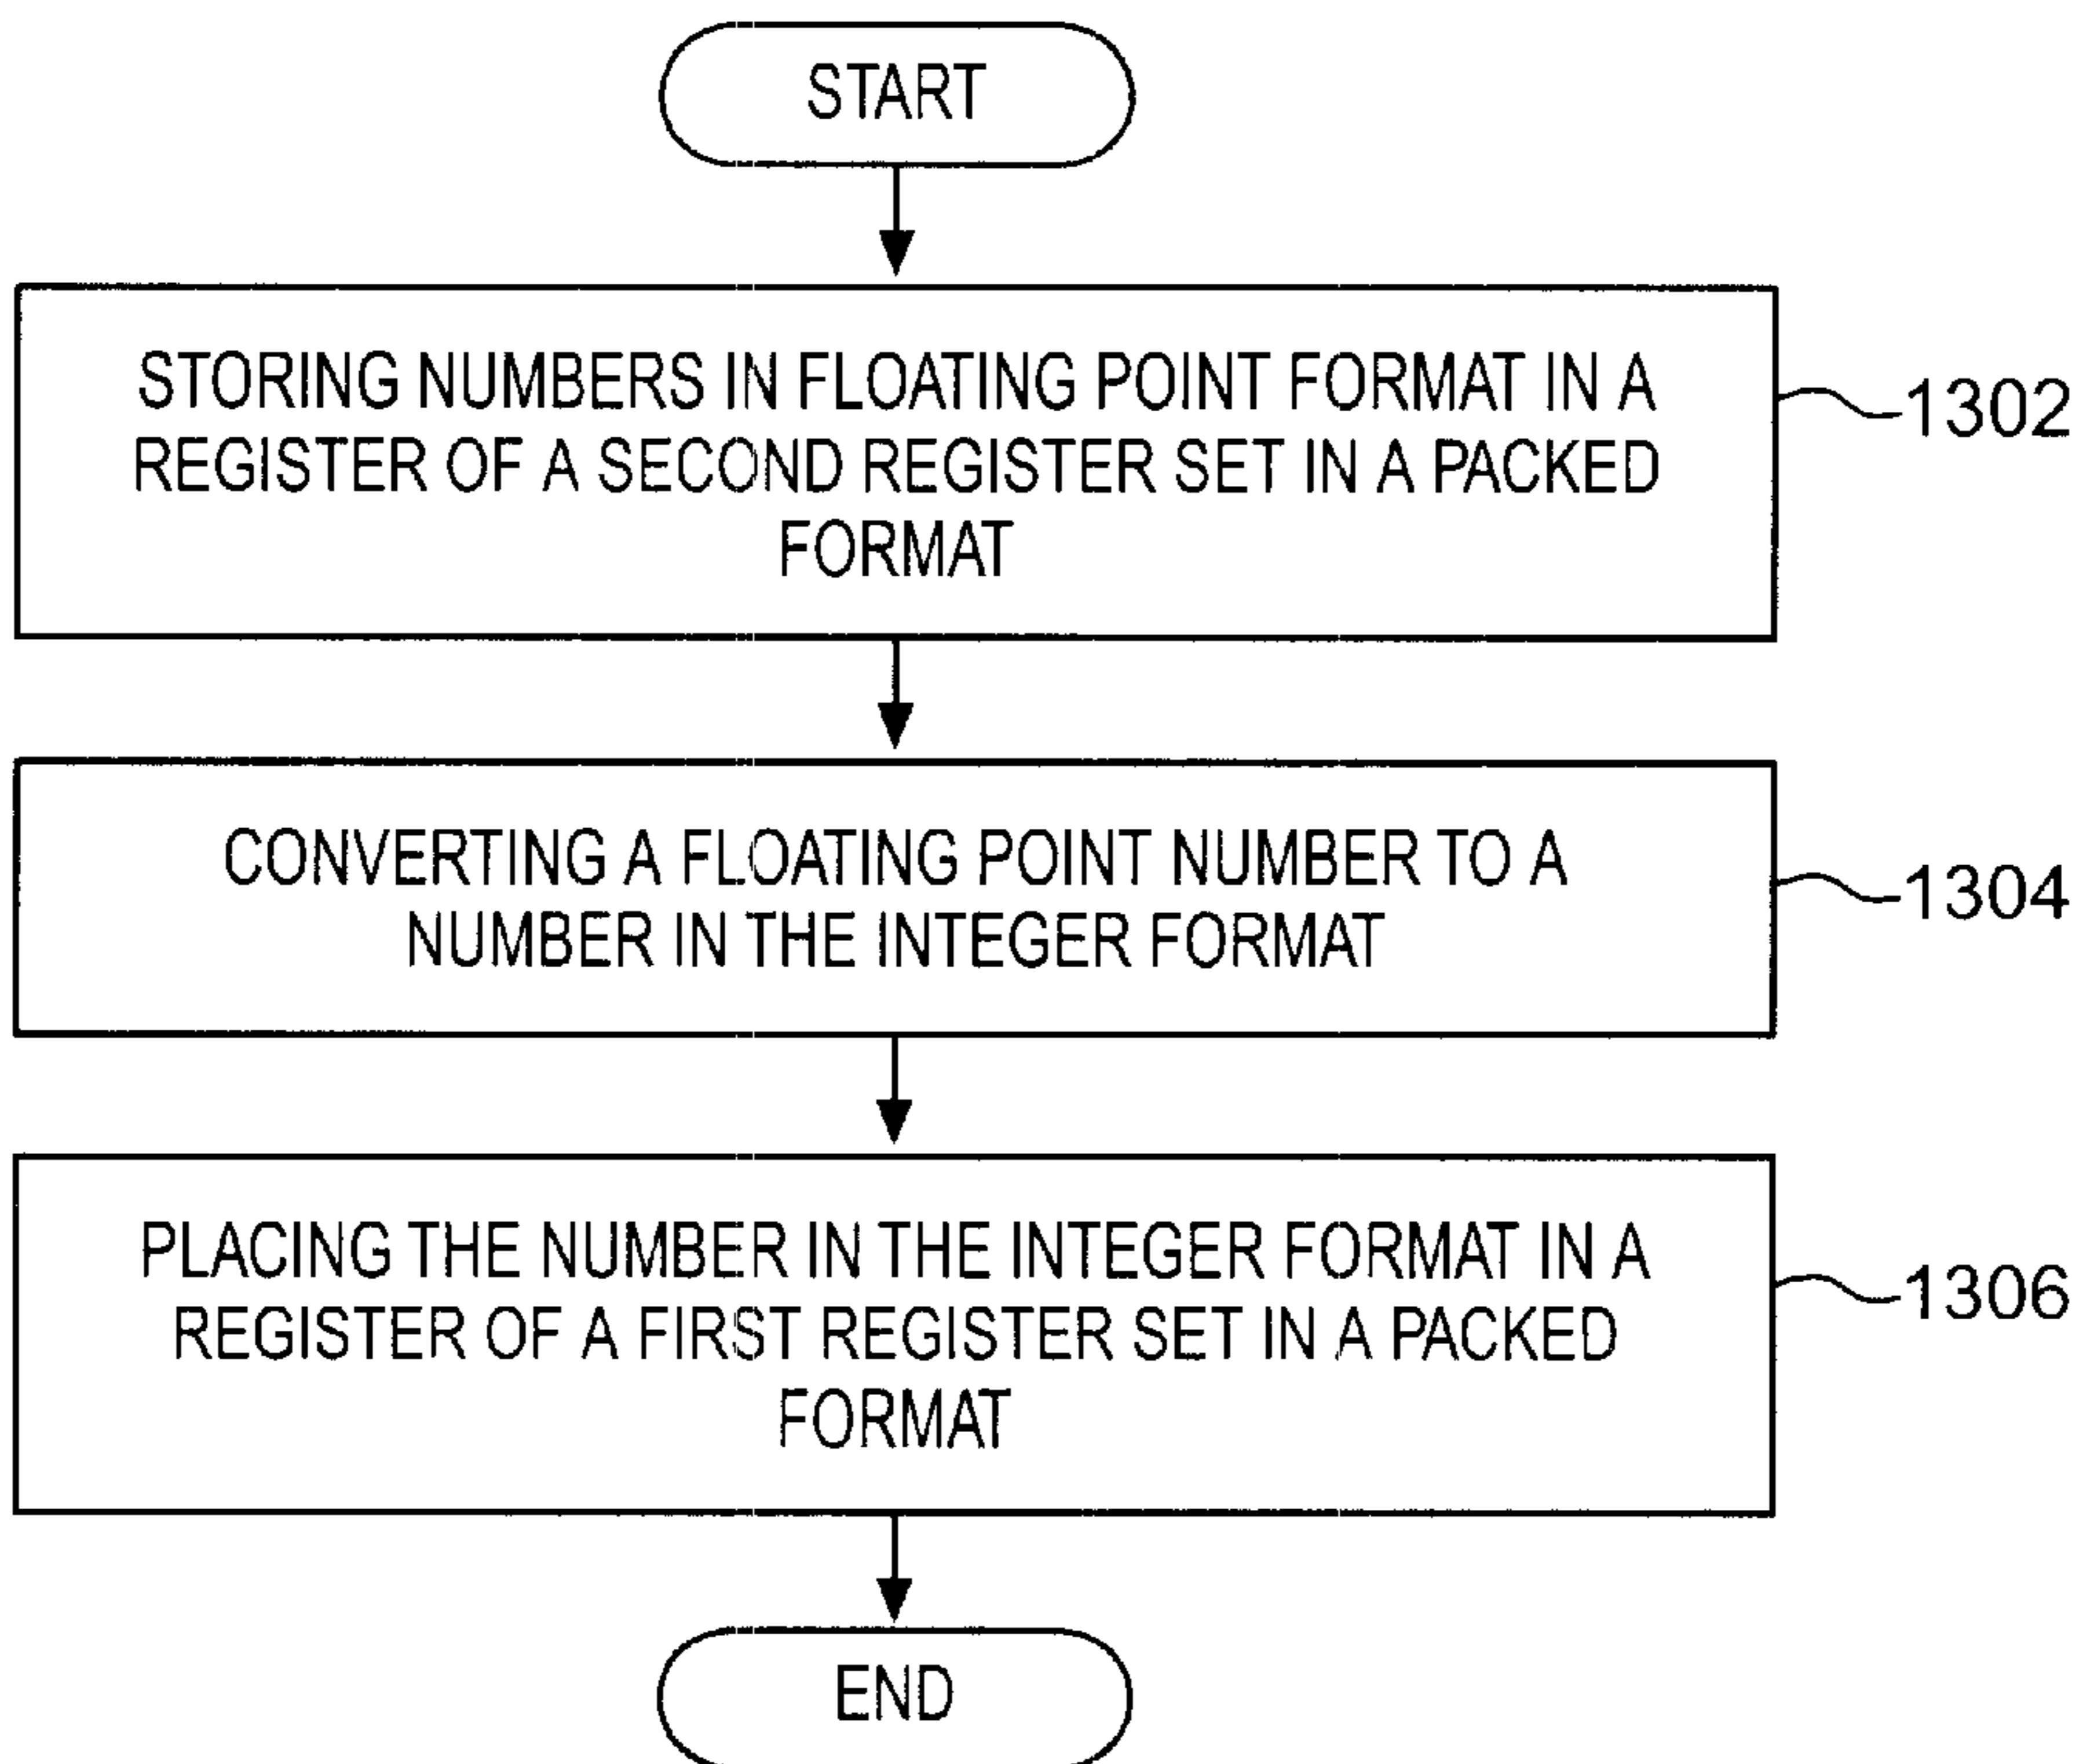 START
STORING NUMBERS IN FLOATING POINT FORMAT IN A
REGISTER OF A SECOND REGISTER SET IN A PACKED
FORMAT
1302
CONVERTING A FLOATING POINT NUMBER TO A
NUMBER IN THE INTEGER FORMAT
1304
PLACING THE NUMBER IN THE INTEGER FORMAT IN A
REGISTER OF A FIRST REGISTER SET IN A PACKED
FORMAT
1306
END